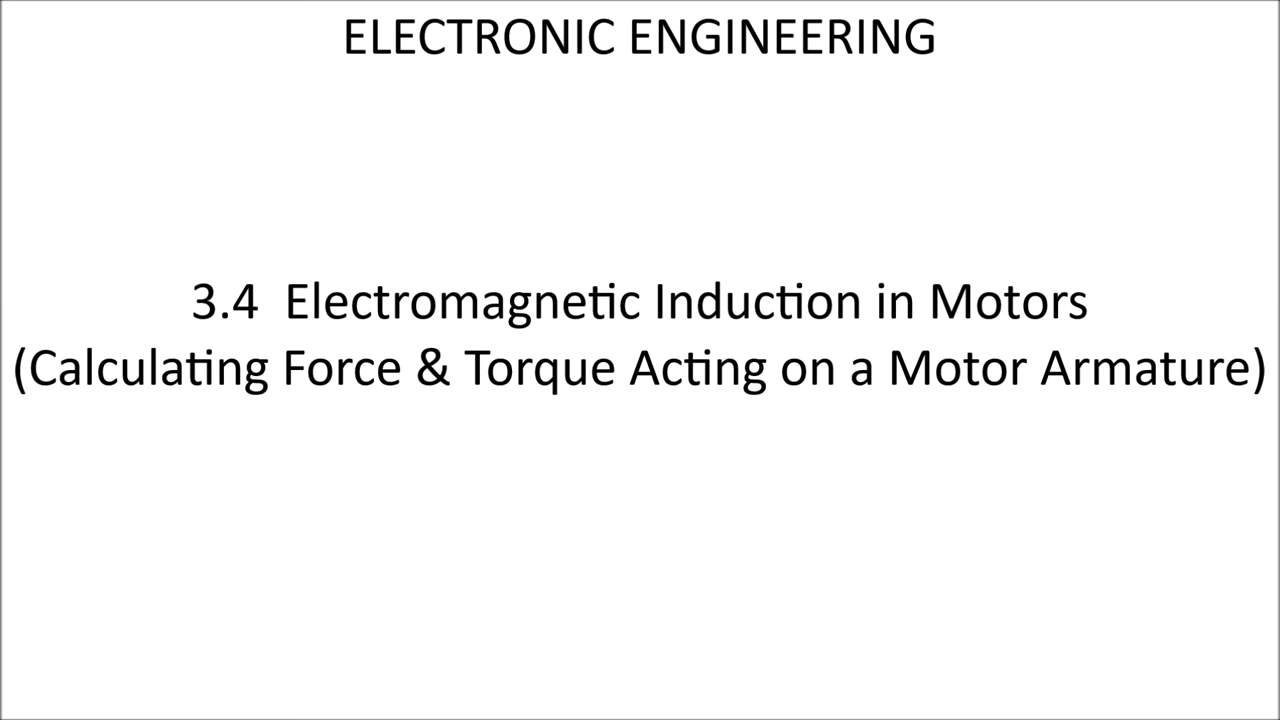 ELECTRONIC ENGINEERING
3.4  Electromagnetic Induction in Motors
(Calculating Force & Torque Acting on a Motor Armature)